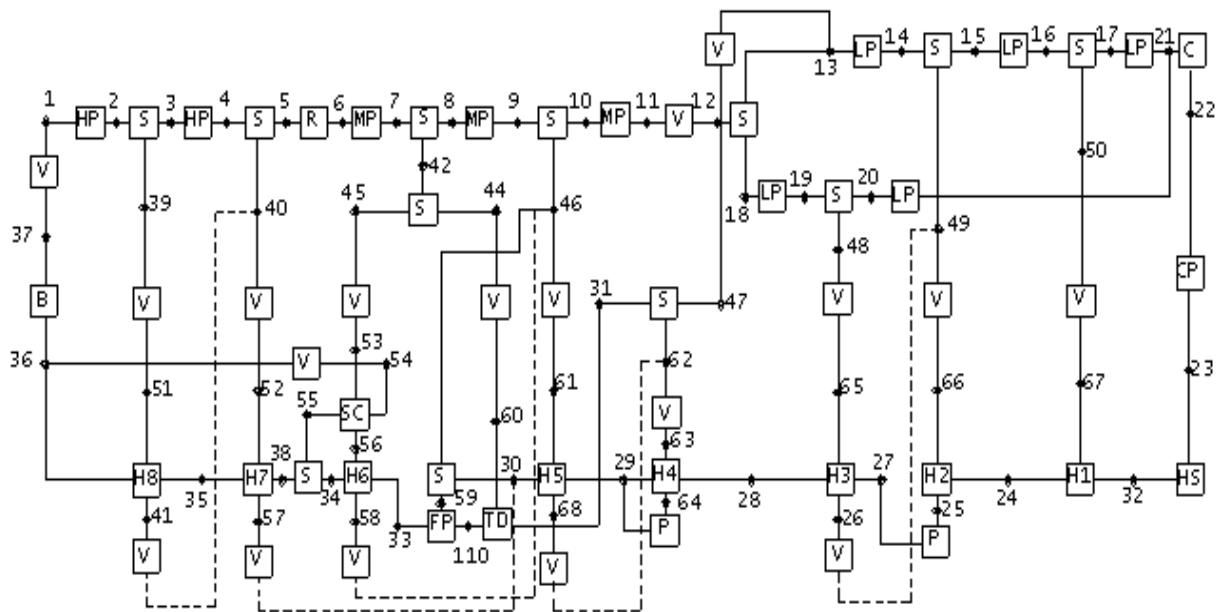 V 14 15 16 17 21
LP S LP S LP C
13
1 2 3 4 5 6 7 8 9 10 11 12 22
HP S HP S R MP S MP S MP V S
V 42 50
39 40 45 S 44 46 18 LP 19 S 20 LP
37 48 49
B V V V V V 31 S 47 V V V CP
36 V 53 54 62 23
51 52 55 SC 60 61 V 65 66 67
38 56 63
H8 35 H7 S 34 H6 S 30 H5 29 H4 28 H3 27 H2 24 H1 32 HS
41 57 58 33 59 68 64 26 25
FP 110 TD P P
V V V V V